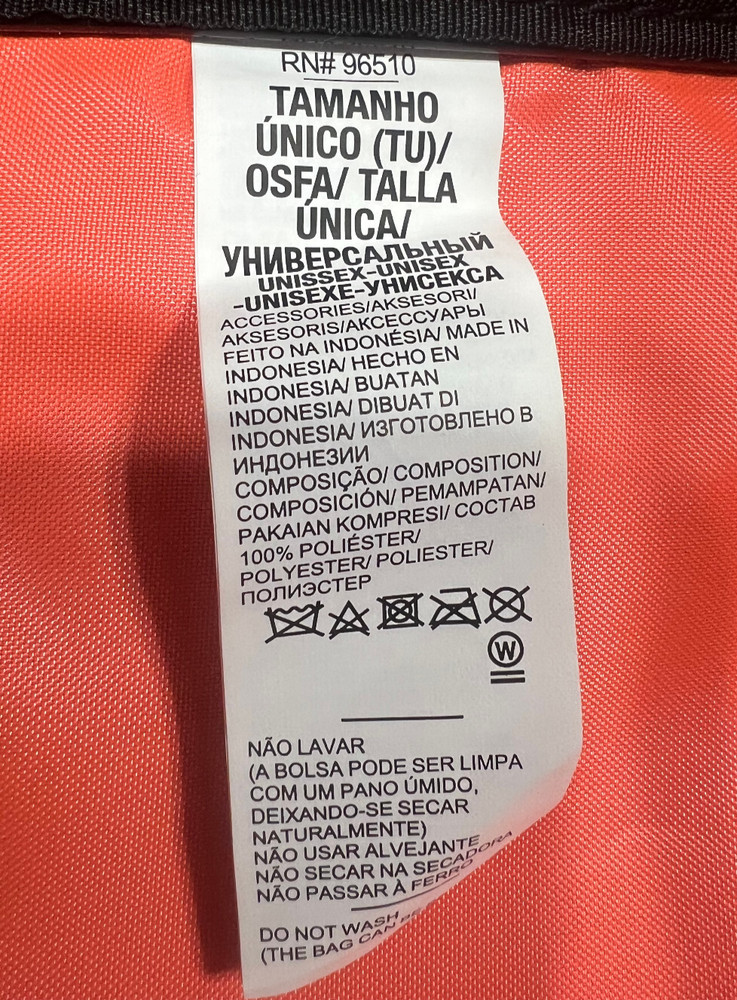 RN# 96510
TAMANHO
ÚNICO (TU)/
OSFA/ TALLA
ÚNICA/
УНИВЕРСАЛЬНЫЙ
UNISSEX-UNISEX
-UNISEXE-УНИСЕКСА
ACCESSORIES/AKSESORI/
AKSESORIS/АКСЕССУАРЫ
FEITO NA INDONÉSIA/ MADE IN
INDONESIA/ HECHO EN
INDONESIA/ BUATAN
INDONESIA/ DIBUAT DI
INDONESIA/ ИЗГОТОВЛЕНО В
ИНДОНЕЗИИ
COMPOSIÇÃO/ COMPOSITION/
COMPOSICIÓN/ PEMAMPATAN/
PAKAIAN KOMPRESI/ СОСТАВ
100% POLIÉSTER/
POLYESTER/ POLIESTER/
ПОЛИЭСТЕР
W
NÃO LAVAR
(A BOLSA PODE SER LIMPA
COM UM PANO ÚMIDO,
DEIXANDO-SE SECAR
NATURALMENTE)
NÃO USAR ALVEJANTE
NÃO SECAR NA SECADORA
NÃO PASSAR À FERRO
DO NOT WASH
(THE BAG CAN